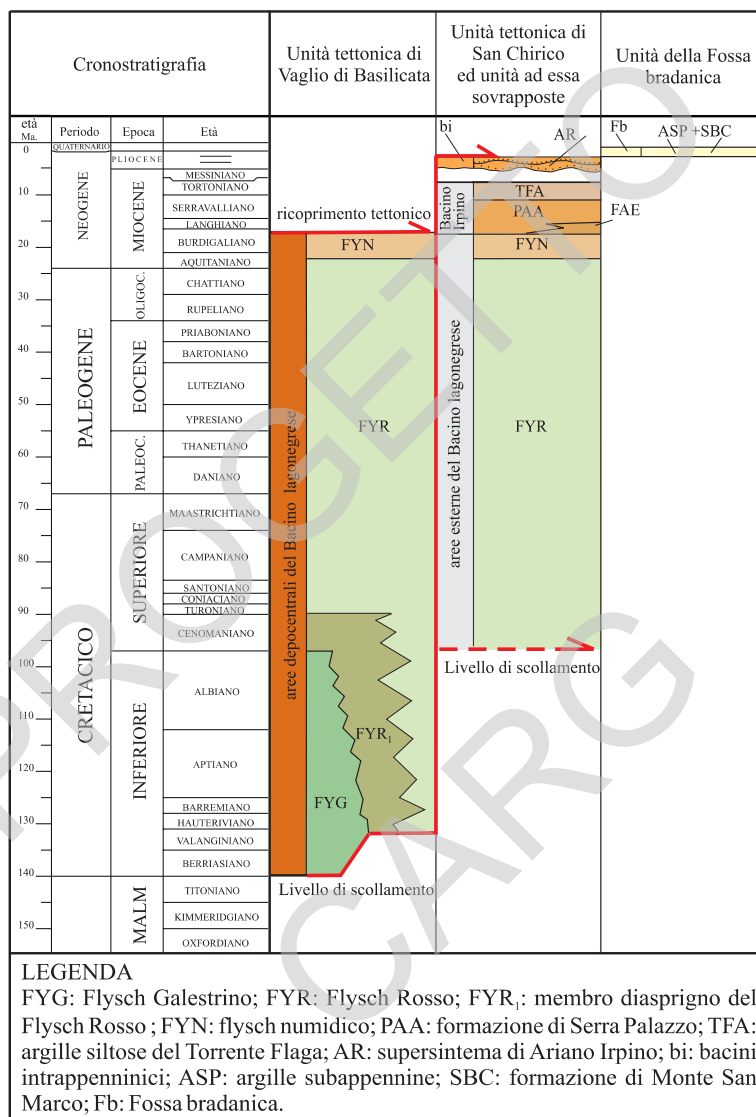 Cronostratigrafia
Unità tettonica di
Vaglio di Basilicata
Unità tettonica di
San Chirico
ed unità ad essa
sovrapposte
Unità della Fossa
bradanica
età
Ma.
Periodo
Epoca
Età
0
10
20
30
40
50
60
70
80
90
100
110
120
130
140
150
QUATERNARIO
NEOGENE
PALEOGENE
CRETACICO
PLIOCENE
MIOCENE
OLIGOC.
EOCENE
PALEOC.
SUPERIORE
INFERIORE
MALM
MESSINIANO
TORTONIANO
SERRAVALLIANO
LANGHIANO
BURDIGALIANO
AQUITANIANO
CHATTIANO
RUPELIANO
PRIABONIANO
BARTONIANO
LUTEZIANO
YPRESIANO
THANETIANO
DANIANO
MAASTRICHTIANO
CAMPANIANO
SANTONIANO
CONIACIANO
TURONIANO
CENOMANIANO
ALBIANO
APTIANO
BARREMIANO
HAUTERIVIANO
VALANGINIANO
BERRIASIANO
TITONIANO
KIMMERIDGIANO
OXFORDIANO
ricoprimento tettonico
aree depocentrali del Bacino lagonegrese
FYN
FYR
FYR₁
FYG
Livello di scollamento
bi
AR
Bacino
Irpino
TFA
PAA
FAE
FYN
aree esterne del Bacino lagonegrese
FYR
Livello di scollamento
Fb
ASP +SBC
PROGETTO
CARG
LEGENDA
FYG: Flysch Galestrino; FYR: Flysch Rosso; FYR₁: membro diasprigno del
Flysch Rosso ; FYN: flysch numidico; PAA: formazione di Serra Palazzo; TFA:
argille siltose del Torrente Flaga; AR: supersintema di Ariano Irpino; bi: bacini
intrappenninici; ASP: argille subappennine; SBC: formazione di Monte San
Marco; Fb: Fossa bradanica.